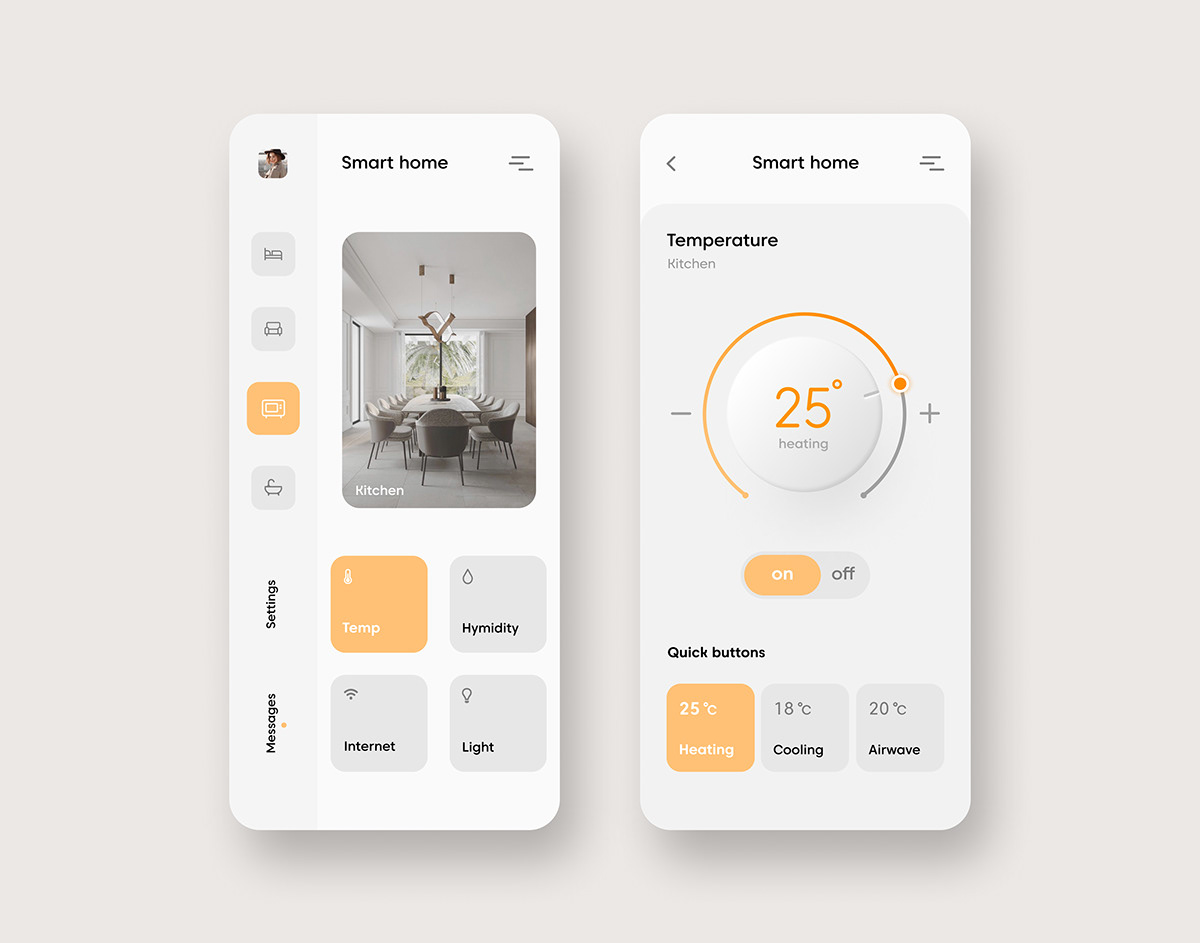 Smart home
Kitchen
Temp
Hymidity
Internet
Light
Settings
Messages
Smart home
Temperature
Kitchen
25°
heating
on
off
Quick buttons
25 °C
Heating
18 °C
Cooling
20 °C
Airwave